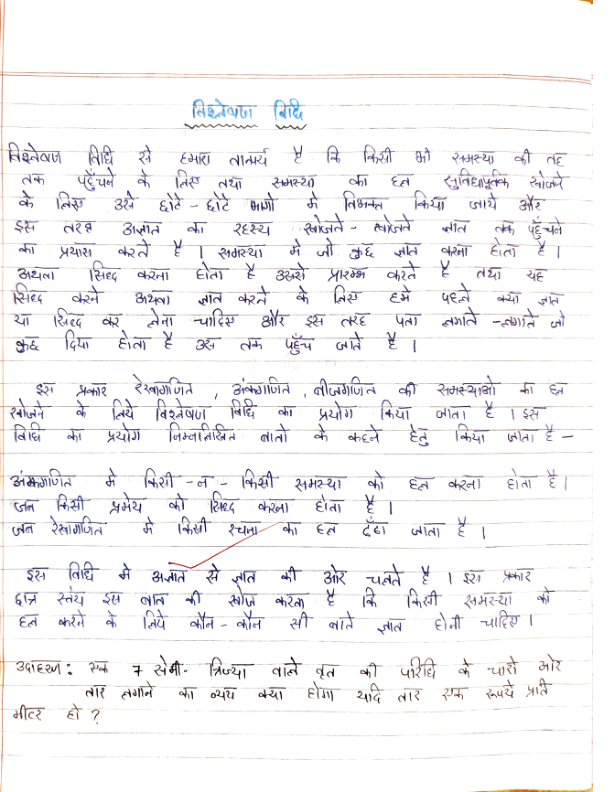 विश्लेषण विधि
विश्लेषण विधि से हमारा तात्पर्य है कि किसी भी समस्या की तह
तक पहुँचने के लिए तथा समस्या का हल सुविधापूर्वक खोजने
के लिए उसे छोटे-छोटे भागो मे विभक्त किया जाये और
इस तरह अज्ञात का रहस्य खोजते-खोजते ज्ञात तक पहुँचने
का प्रयास करते है । समस्या मे जो कुछ ज्ञात करना होता है ।
अथवा सिध्द करना होता है उससे प्रारम्भ करते है तथा यह
सिध्द करने अथवा ज्ञात करने के लिए हमे पहले क्या ज्ञात
या सिध्द कर लेना चाहिए और इस तरह पता लगाते-लगाते जो
कुछ दिया होता है उस तक पहुँच जाते है ।
इस प्रकार रेखागणित , अंकगणित , बीजगणित की समस्याओ का हल
खोजने के लिये विश्लेषण विधि का प्रयोग किया जाता है । इस
विधि का प्रयोग निम्नलिखित बातो के कहने हेतु किया जाता है -
अंकगणित मे किसी-न-किसी समस्या को हल करना होता है ।
जब किसी प्रमेय को सिध्द करना होता है ।
जब रेखागणित मे किसी रचना का हल ढूँढा जाता है ।
इस विधि मे अज्ञात से ज्ञात की ओर चलते है । इस प्रकार
छात्र स्वंय इस बात की खोज करता है कि किसी समस्या को
हल करने के लिये कौन-कौन सी बाते ज्ञात होनी चाहिए ।
उदाहरण : एक 7 सेमी. त्रिज्या वाले वृत की परिधि के चारो ओर
तार लगाने का व्यय क्या होगा यदि तार एक रूपये प्रति
मीटर हो ?